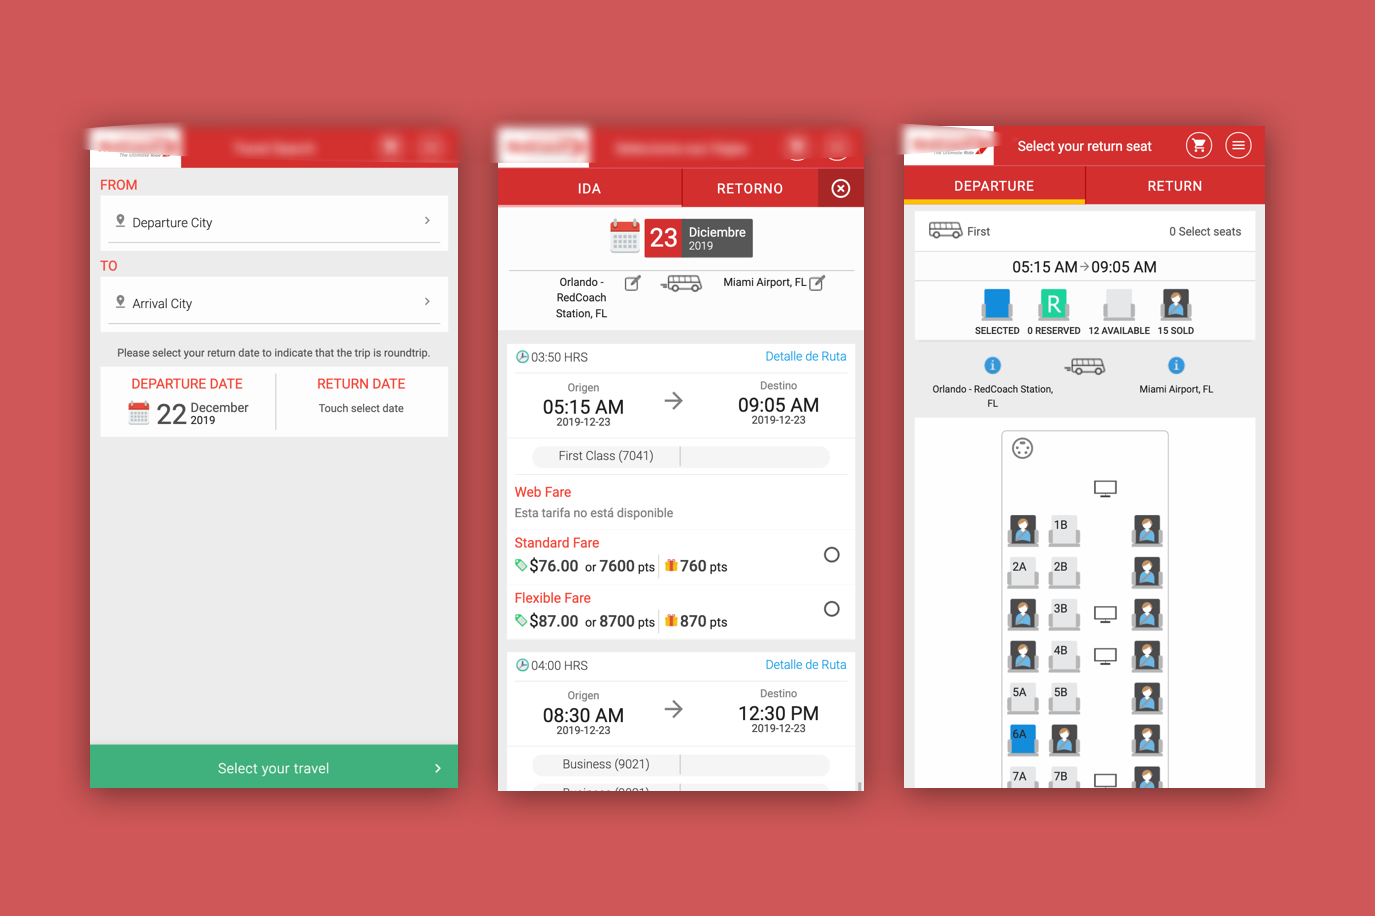 The Ultimate Ride
FROM
Departure City
TO
Arrival City
Please select your return date to indicate that the trip is roundtrip.
DEPARTURE DATE
RETURN DATE
22 December
2019
Touch select date
Select your travel
IDA
RETORNO
23 Diciembre
2019
Orlando -
RedCoach
Station, FL
Miami Airport, FL
03:50 HRS
Detalle de Ruta
Origen
Destino
05:15 AM
09:05 AM
2019-12-23
2019-12-23
First Class (7041)
Web Fare
Esta tarifa no está disponible
Standard Fare
$76.00 or 7600 pts 760 pts
Flexible Fare
$87.00 or 8700 pts 870 pts
04:00 HRS
Detalle de Ruta
Origen
Destino
08:30 AM
12:30 PM
2019-12-23
2019-12-23
Business (9021)
The Ultimate Ride
Select your return seat
DEPARTURE
RETURN
First
0 Select seats
05:15 AM → 09:05 AM
R
SELECTED
0 RESERVED
12 AVAILABLE
15 SOLD
Orlando - RedCoach Station,
FL
Miami Airport, FL
1B
2A 2B
3B
4B
5A 5B
6A
7A 7B